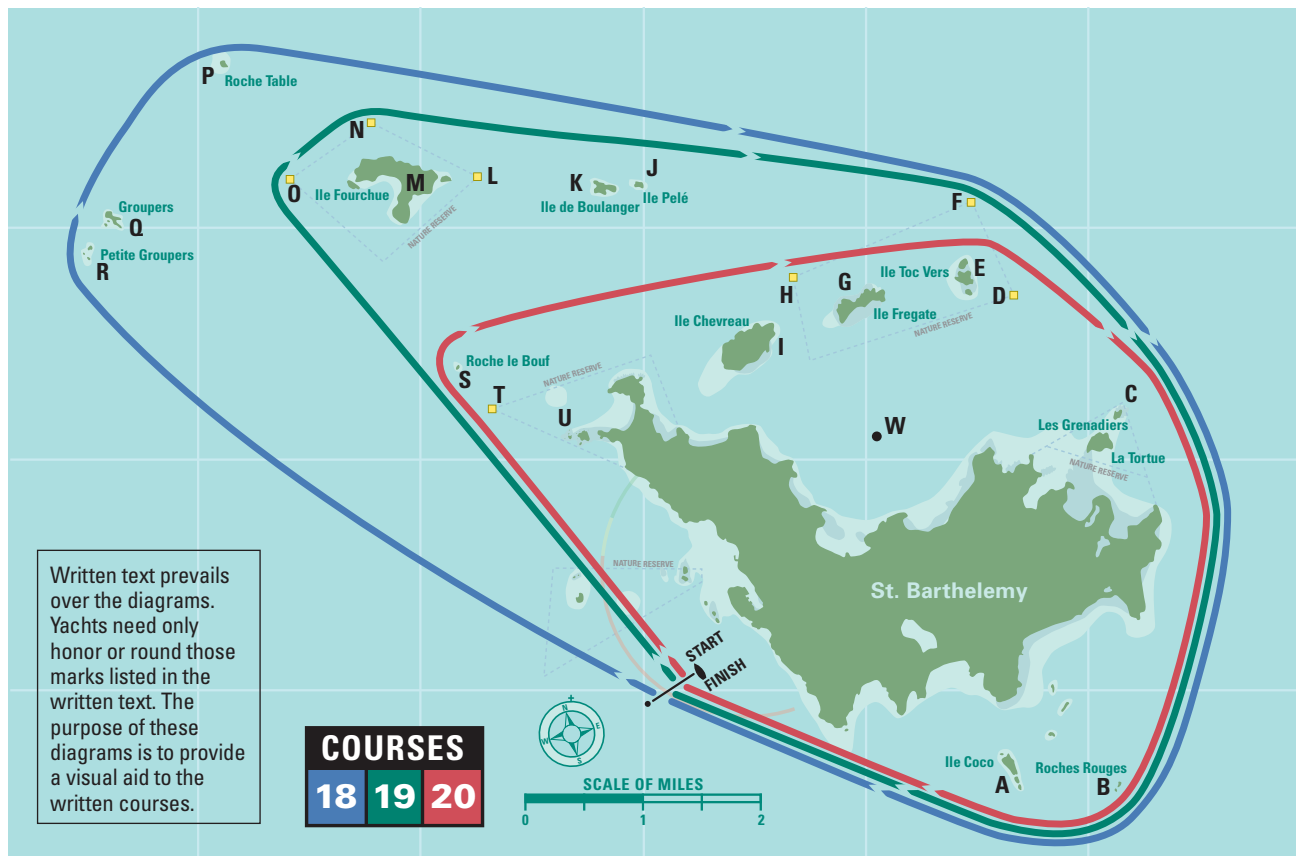 P
Roche Table
N
O
Ile Fourchue
M
L
NATURE RESERVE
K
Ile de Boulanger
J
Ile Pelé
Groupers
Q
Petite Groupers
R
F
Ile Toc Vers
E
D
G
H
Ile Fregate
NATURE RESERVE
Ile Chevreau
I
Roche le Bouf
S
T
NATURE RESERVE
U
W
C
Les Grenadiers
La Tortue
NATURE RESERVE
NATURE RESERVE
St. Barthelemy
START
FINISH
Written text prevails
over the diagrams.
Yachts need only
honor or round those
marks listed in the
written text. The
purpose of these
diagrams is to provide
a visual aid to the
written courses.
COURSES
18 19 20
N
E
S
W
SCALE OF MILES
0 1 2
Ile Coco
A
Roches Rouges
B